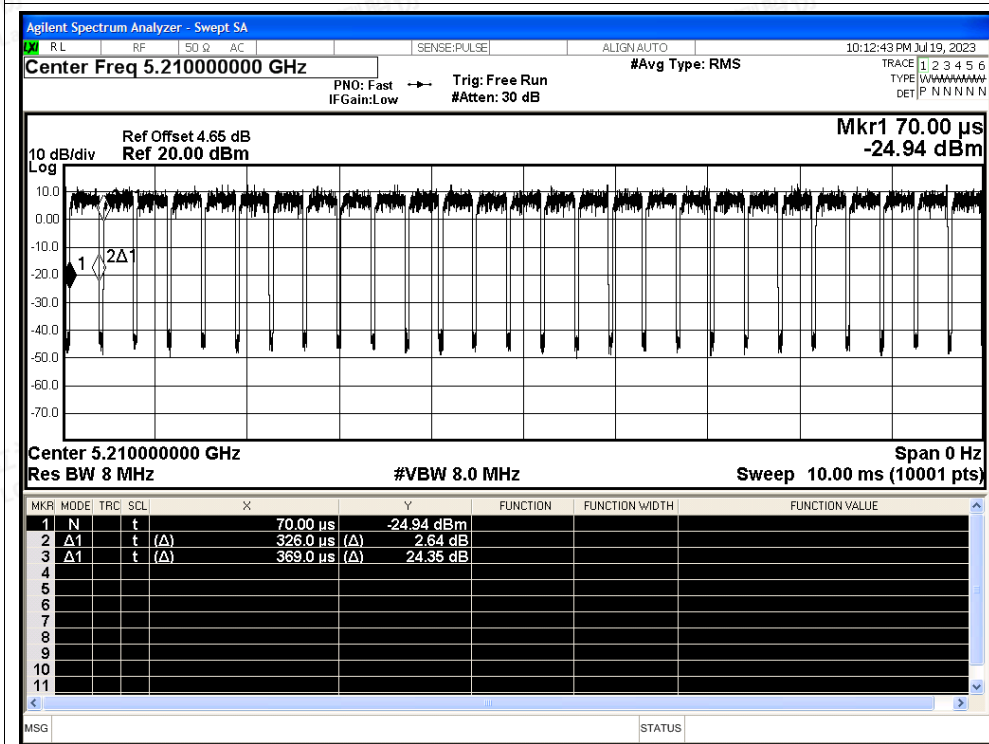 Agilent Spectrum Analyzer - Swept SA
LXI RL RF 50 Ω AC SENSE:PULSE ALIGN AUTO 10:12:43 PM Jul 19, 2023
Center Freq 5.210000000 GHz
#Avg Type: RMS
TRACE 1 2 3 4 5 6
PNO: Fast Trig: Free Run
TYPE W
IFGain:Low #Atten: 30 dB
DET P N N N N N
Mkr1 70.00 µs
Ref Offset 4.65 dB
-24.94 dBm
10 dB/div Ref 20.00 dBm
Log
10.0
0.00
-10.0
1 2Δ1
-20.0
-30.0
-40.0
-50.0
-60.0
-70.0
Center 5.210000000 GHz Span 0 Hz
Res BW 8 MHz #VBW 8.0 MHz Sweep 10.00 ms (10001 pts)
MKR MODE TRC SCL X Y FUNCTION FUNCTION WIDTH FUNCTION VALUE
1 N t 70.00 µs -24.94 dBm
2 Δ1 t (Δ) 326.0 µs (Δ) 2.64 dB
3 Δ1 t (Δ) 369.0 µs (Δ) 24.35 dB
4
5
6
7
8
9
10
11
MSG STATUS